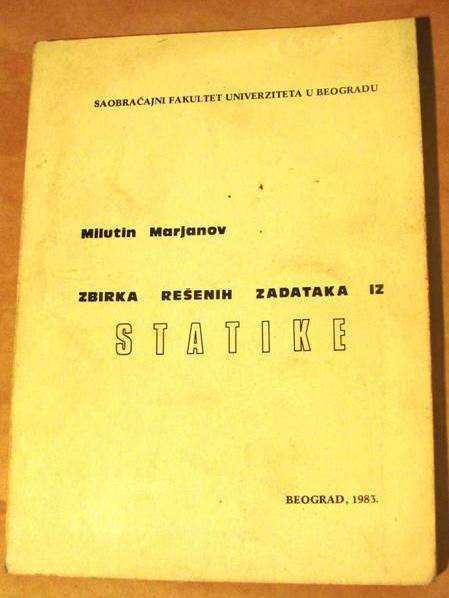 SAOBRAĆAJNI FAKULTET UNIVERZITETA U BEOGRADU
Milutin Marjanov
ZBIRKA REŠENIH ZADATAKA IZ
STATIKE
BEOGRAD, 1983.